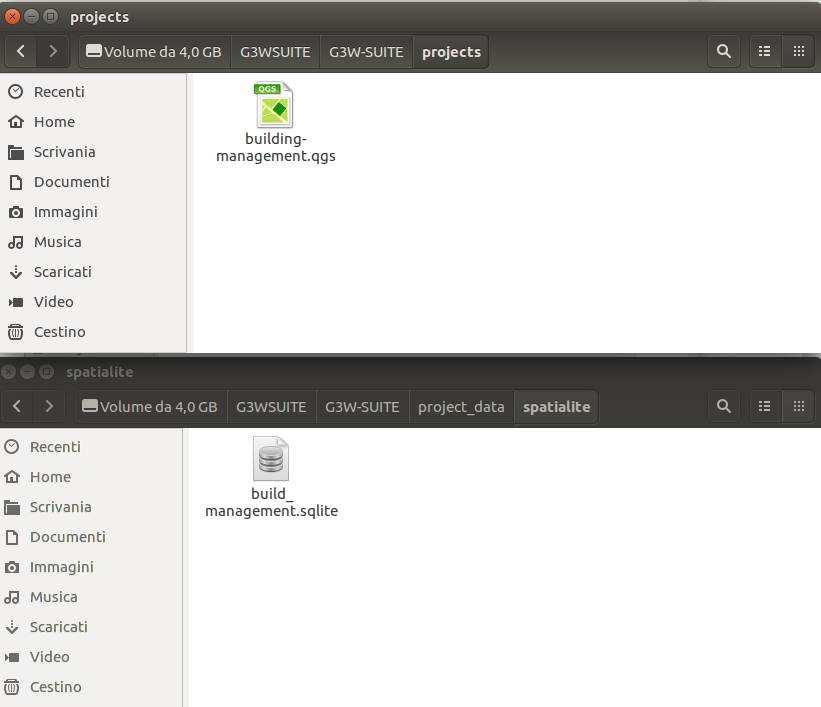 projects
Volume da 4,0 GB G3WSUITE G3W-SUITE projects
Recenti
Home
Scrivania
Documenti
Immagini
Musica
Scaricati
Video
Cestino
QGS
building-
management.qgs
spatialite
Volume da 4,0 GB G3WSUITE G3W-SUITE project_data spatialite
Recenti
Home
Scrivania
Documenti
Immagini
Musica
Scaricati
Video
Cestino
build_
management.sqlite